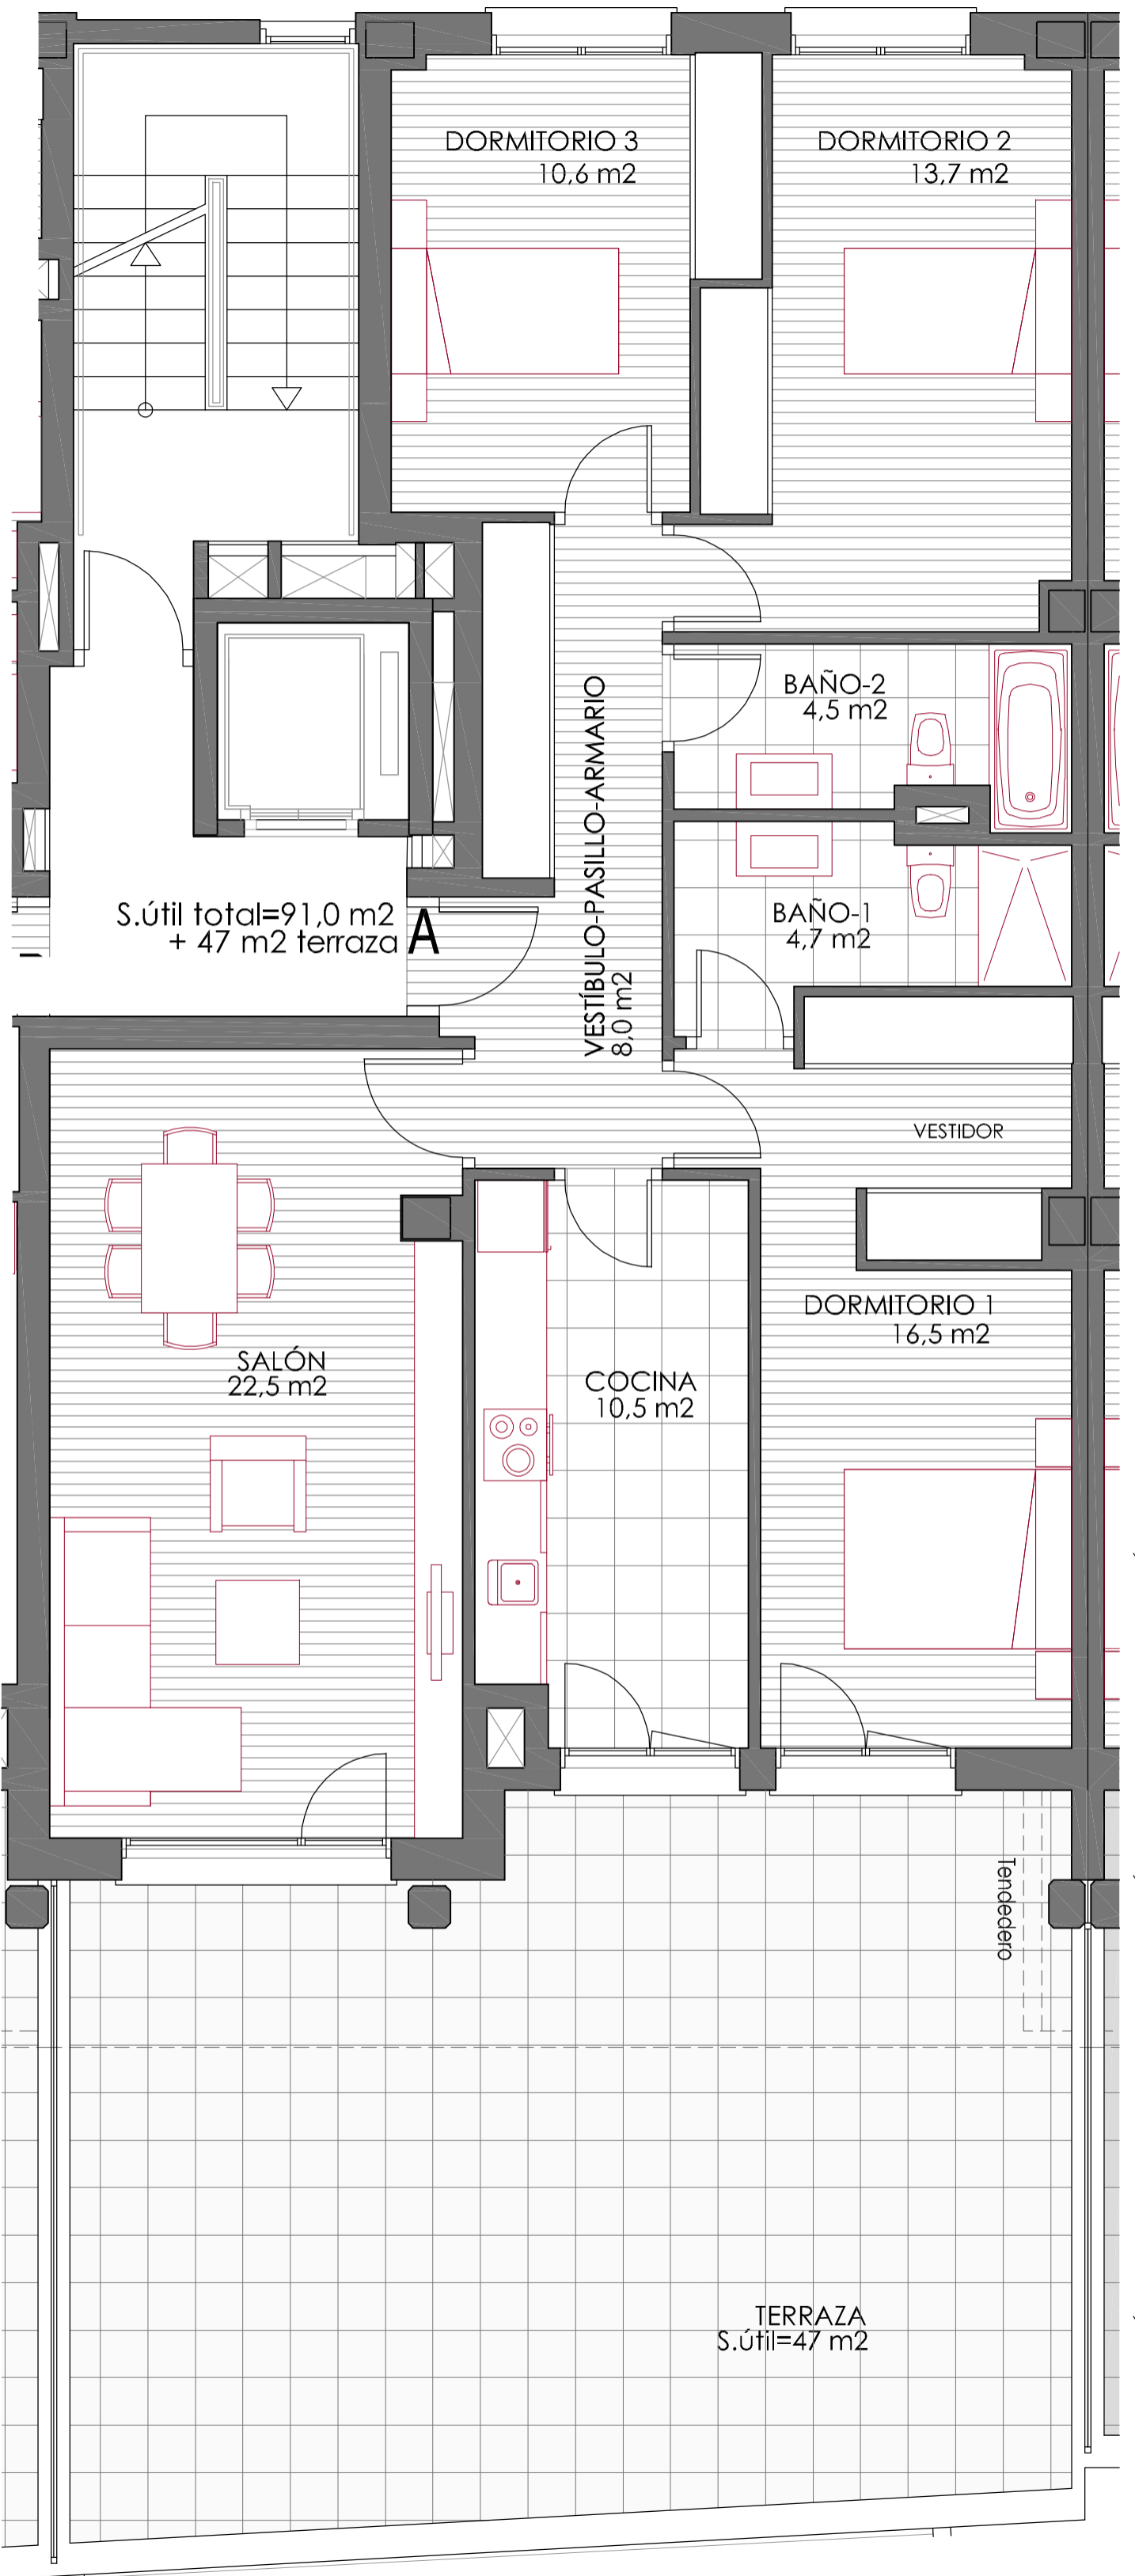 DORMITORIO 3
10,6 m2
DORMITORIO 2
13,7 m2
BAÑO-2
4,5 m2
VESTÍBULO-PASILLO-ARMARIO
8,0 m2
S.útil total=91,0 m2
+ 47 m2 terraza
A
BAÑO-1
4,7 m2
VESTIDOR
DORMITORIO 1
16,5 m2
SALÓN
22,5 m2
COCINA
10,5 m2
Tendedero
TERRAZA
S.útil=47 m2